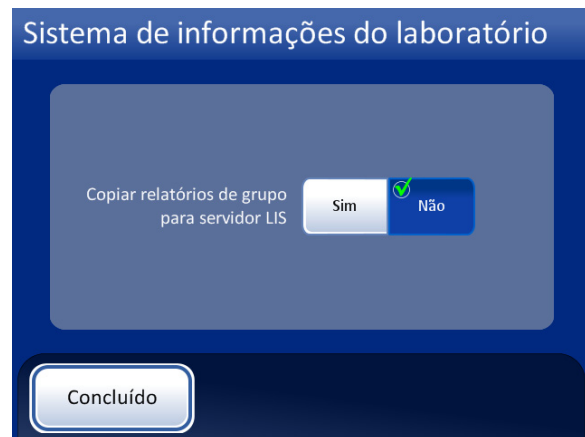 Sistema de informações do laboratório
Copiar relatórios de grupo
para servidor LIS
Sim
Não
Concluído